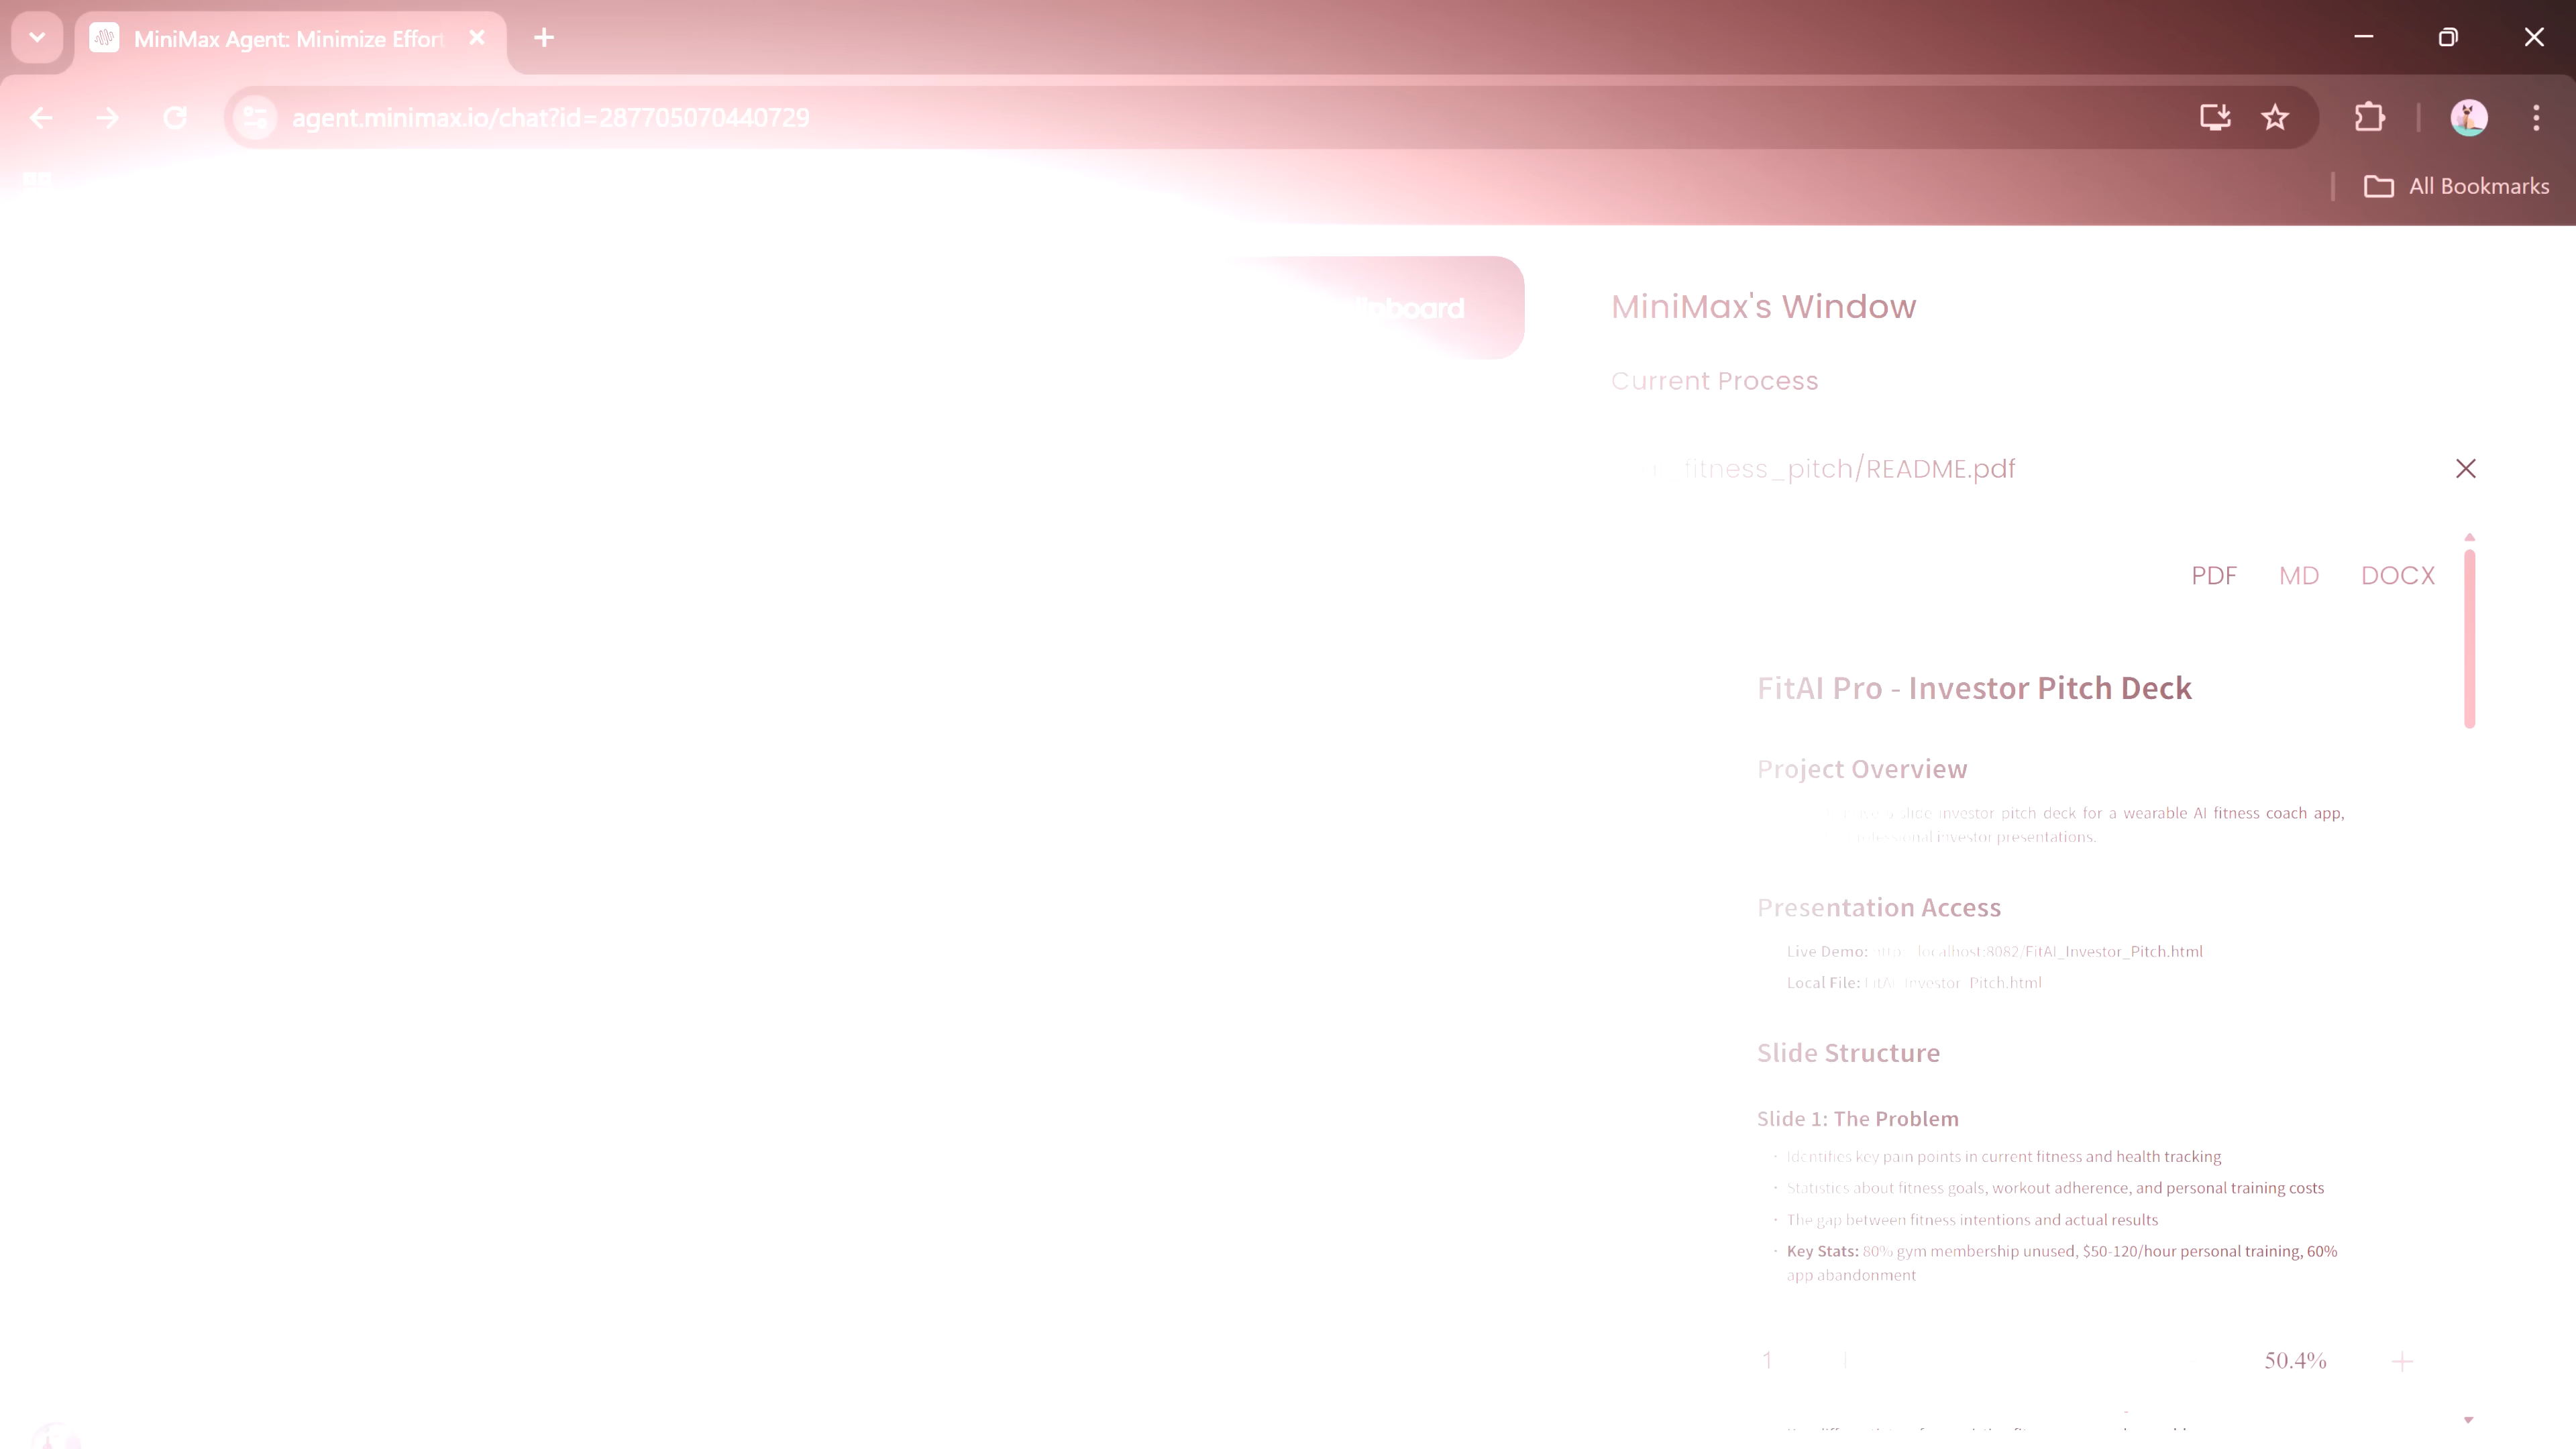 MiniMax Agent: Minimize Effort
agent.minimax.io/chat?id=287705070440729
All Bookmarks
MiniMax's Window
Current Process
fitness_pitch/README.pdf
PDF MD DOCX
FitAI Pro - Investor Pitch Deck
Project Overview
slide investor pitch deck for a wearable AI fitness coach app,
investor presentations.
Presentation Access
Live Demo: localhost:8082/FitAI_Investor_Pitch.html
Local File: FitAI_Investor_Pitch.html
Slide Structure
Slide 1: The Problem
· Identifies key pain points in current fitness and health tracking
· Statistics about fitness goals, workout adherence, and personal training costs
· The gap between fitness intentions and actual results
· Key Stats: 80% gym membership unused, $50-120/hour personal training, 60%
app abandonment
1
50.4%